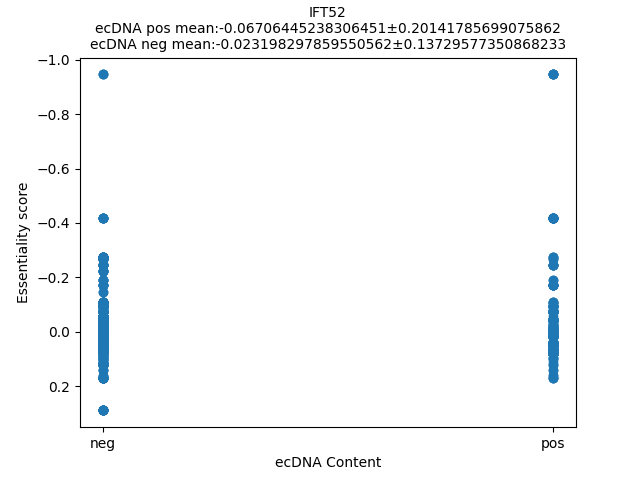 IFT52
ecDNA pos mean:-0.06706445238306451±0.20141785699075862
ecDNA neg mean:-0.023198297859550562±0.13729577350868233
−1.0
−0.8
−0.6
−0.4
−0.2
0.0
0.2
Essentiality score
neg
pos
ecDNA Content